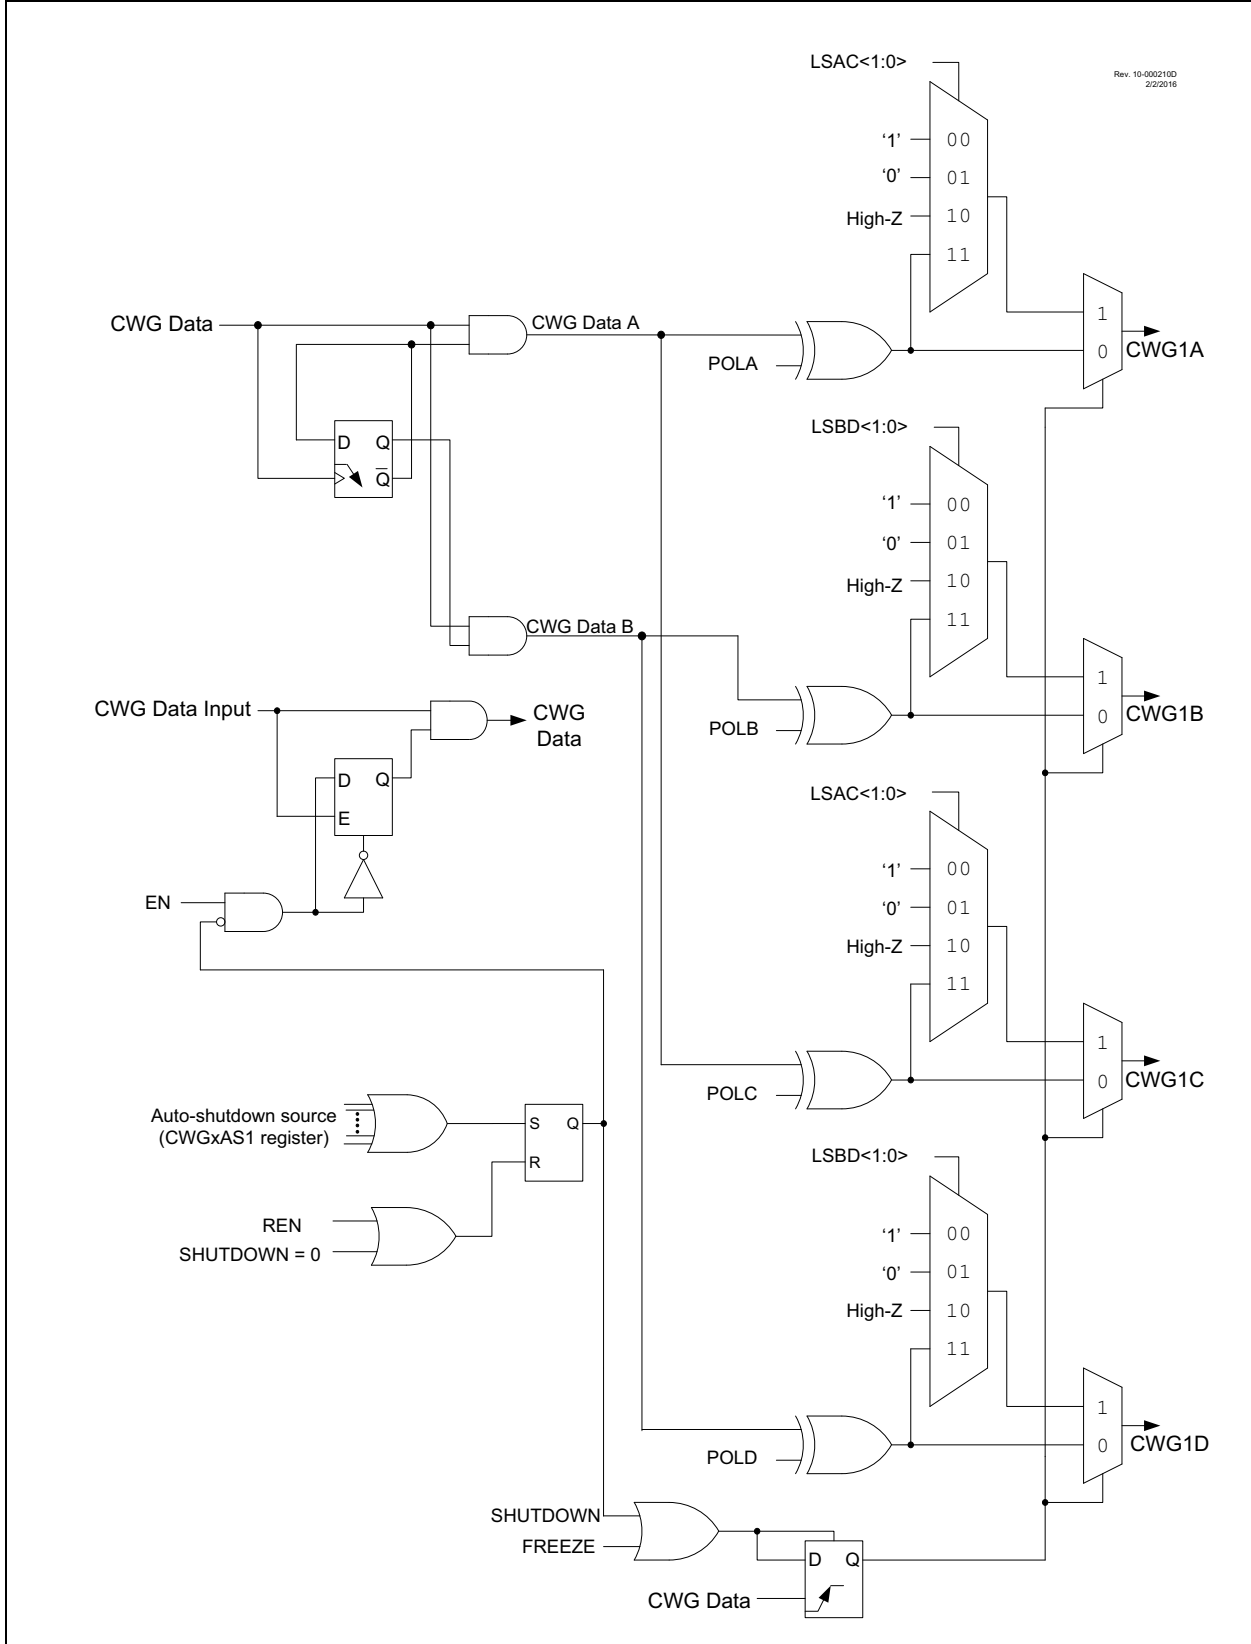 LSAC<1:0>
Rev. 10-000210D
2/2/2016
‘1’ 00
‘0’ 01
High-Z 10
11
CWG Data
CWG Data A
POLA
1
0
CWG1A
D Q
Q̅
LSBD<1:0>
‘1’ 00
‘0’ 01
High-Z 10
11
CWG Data B
POLB
1
0
CWG1B
CWG Data Input
CWG
Data
D Q
E
EN
LSAC<1:0>
‘1’ 00
‘0’ 01
High-Z 10
11
POLC
1
0
CWG1C
Auto-shutdown source
(CWGxAS1 register)
S Q
R
REN
SHUTDOWN = 0
LSBD<1:0>
‘1’ 00
‘0’ 01
High-Z 10
11
POLD
1
0
CWG1D
SHUTDOWN
FREEZE
D Q
CWG Data